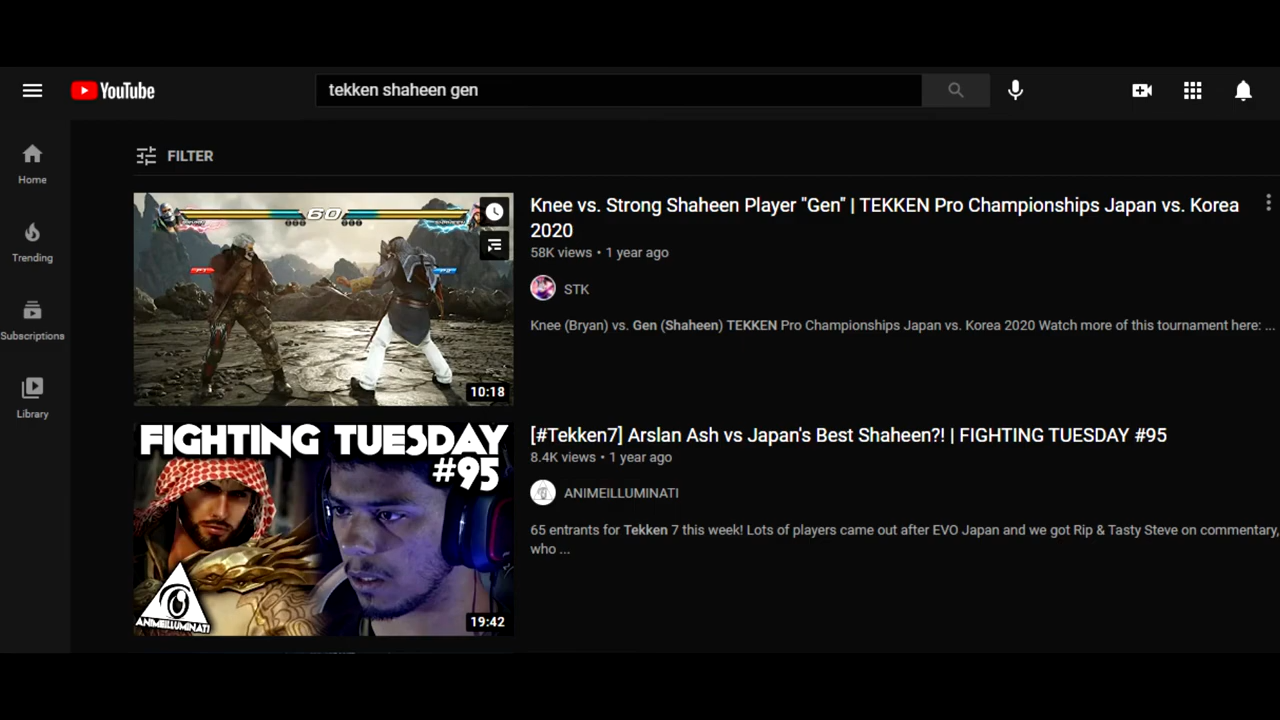 YouTube
tekken shaheen gen
FILTER
Home
Trending
Subscriptions
Library
60
10:18
Knee vs. Strong Shaheen Player "Gen" | TEKKEN Pro Championships Japan vs. Korea
2020
58K views • 1 year ago
STK
Knee (Bryan) vs. Gen (Shaheen) TEKKEN Pro Championships Japan vs. Korea 2020 Watch more of this tournament here: ...
FIGHTING TUESDAY
#95
ANIMEILLUMINATI
19:42
[#Tekken7] Arslan Ash vs Japan's Best Shaheen?! | FIGHTING TUESDAY #95
8.4K views • 1 year ago
ANIMEILLUMINATI
65 entrants for Tekken 7 this week! Lots of players came out after EVO Japan and we got Rip & Tasty Steve on commentary,
who ...